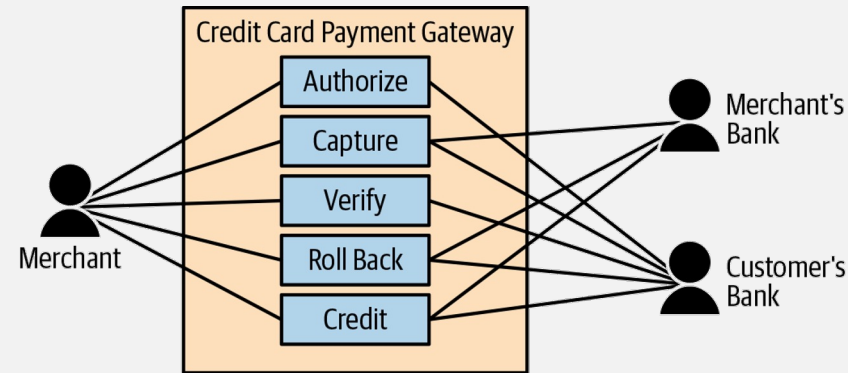 Credit Card Payment Gateway
Authorize
Capture
Verify
Roll Back
Credit
Merchant
Merchant's
Bank
Customer's
Bank